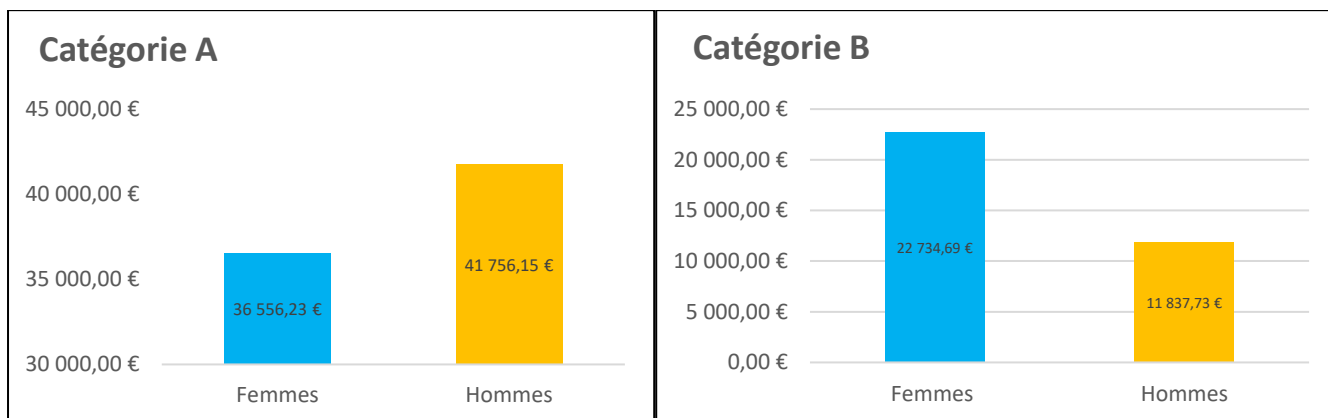 Catégorie A
45 000,00 €
40 000,00 €
35 000,00 €
30 000,00 €
36 556,23 €
41 756,15 €
Femmes
Hommes
Catégorie B
25 000,00 €
20 000,00 €
15 000,00 €
10 000,00 €
5 000,00 €
0,00 €
22 734,69 €
11 837,73 €
Femmes
Hommes